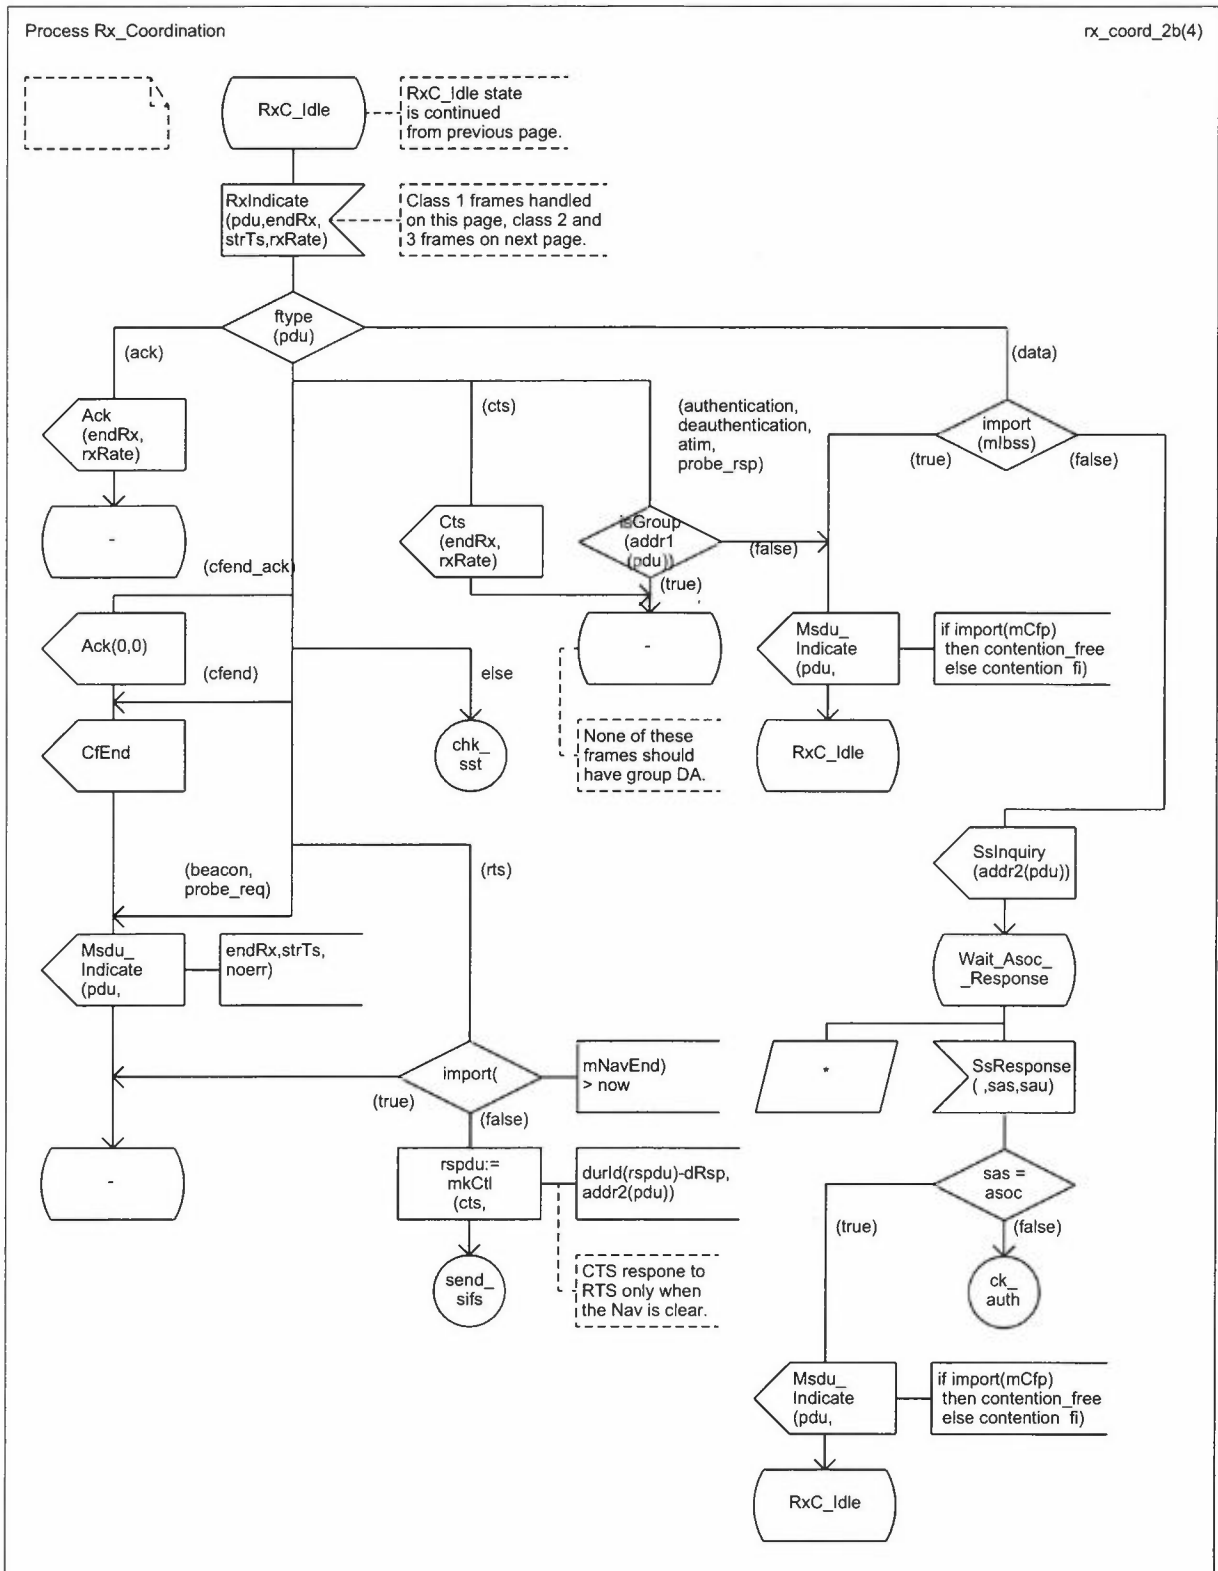 Process Rx_Coordination
rx_coord_2b(4)
RxC_Idle
RxC_Idle state
is continued
from previous page.
RxIndicate
(pdu,endRx,
strTs,rxRate)
Class 1 frames handled
on this page, class 2 and
3 frames on next page.
ftype
(pdu)
(ack)
(data)
Ack
(endRx,
rxRate)
(cts)
(authentication,
deauthentication,
atim,
probe_rsp)
import
(mIbss)
(true)
(false)
-
Cts
(endRx,
rxRate)
isGroup
(addr1
(pdu))
(false)
(true)
(cfend_ack)
Ack(0,0)
-
Msdu_
Indicate
(pdu,
if import(mCfp)
then contention_free
else contention_fi)
(cfend)
else
CfEnd
chk_
sst
None of these
frames should
have group DA.
RxC_Idle
SsInquiry
(addr2(pdu))
(beacon,
probe_req)
(rts)
Msdu_
Indicate
(pdu,
endRx,strTs,
noerr)
Wait_Asoc_
_Response
import(
mNavEnd)
> now
*
SsResponse
( ,sas,sau)
(true)
(false)
-
rspdu:=
mkCtl
(cts,
durId(rspdu)-dRsp,
addr2(pdu))
sas =
asoc
(true)
(false)
send_
sifs
CTS respone to
RTS only when
the Nav is clear.
ck_
auth
Msdu_
Indicate
(pdu,
if import(mCfp)
then contention_free
else contention_fi)
RxC_Idle